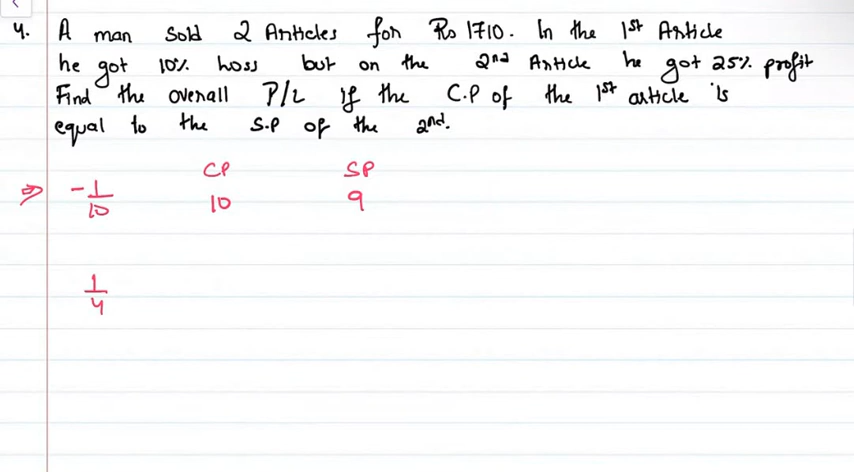 4. A man sold 2 Articles for Rs 1710. In the 1st Article
he got 10% Loss but on the 2nd Article he got 25% profit
Find the overall P/L if the C.P of the 1st article is
equal to the S.P of the 2nd.
CP SP
⇒ -1/10 10 9
1/4